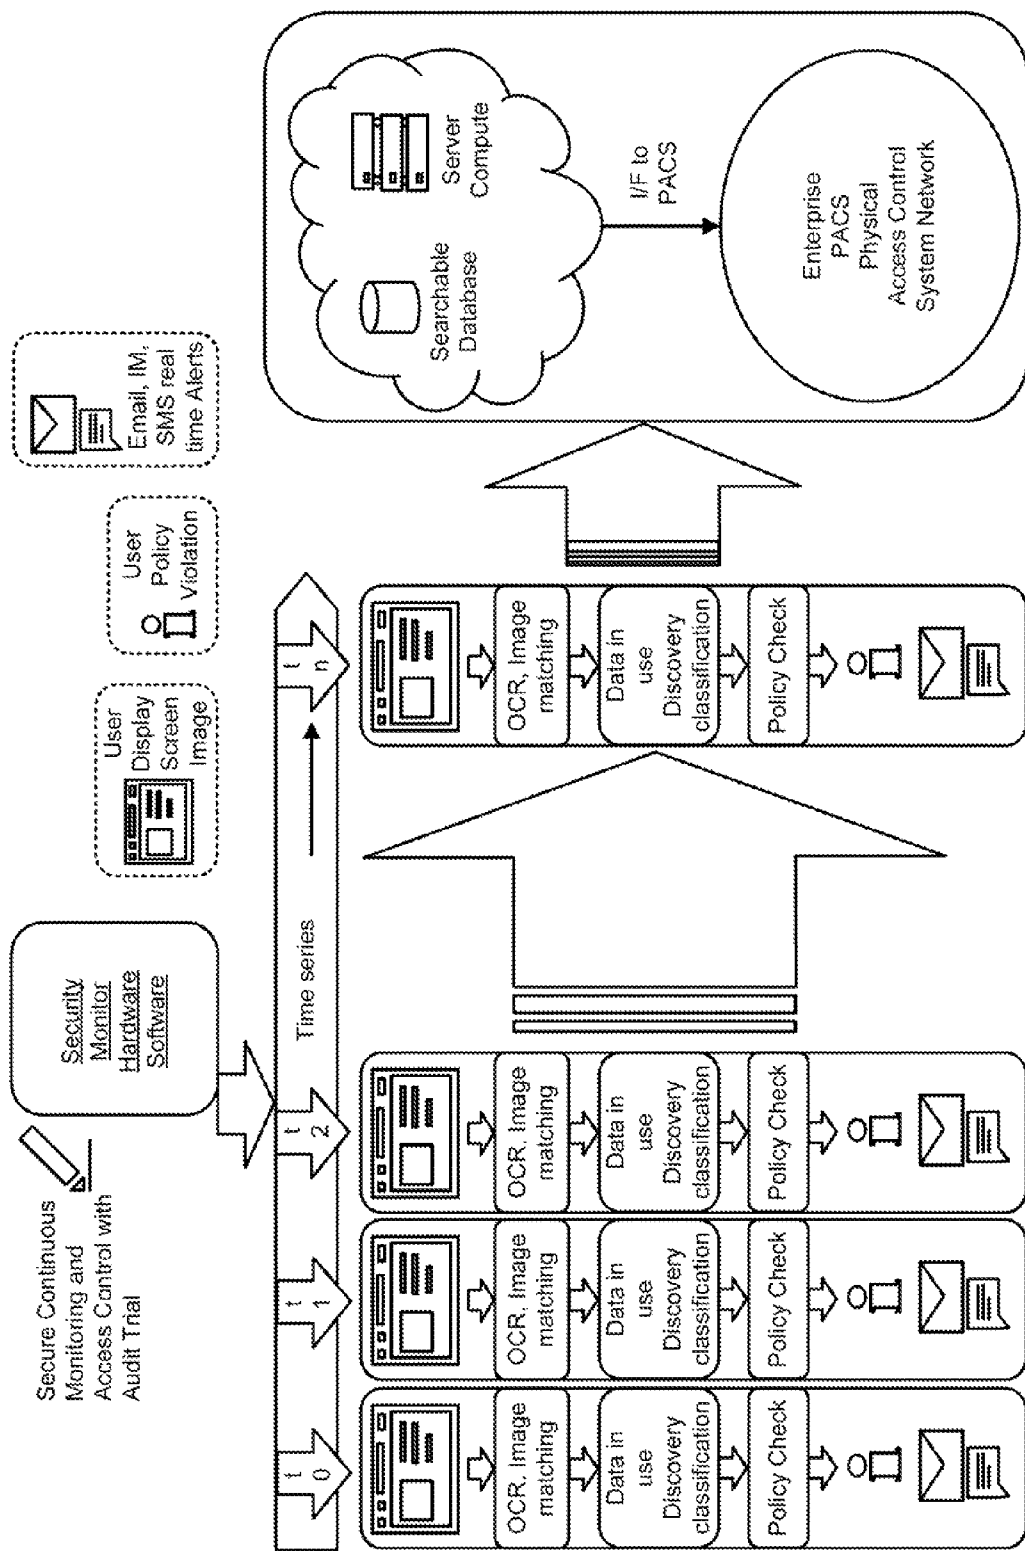 Secure Continuous
Monitoring and
Access Control with
Audit Trial
Security
Monitor
Hardware
Software
User
Display
Screen
Image
User
Policy
Violation
Email, IM,
SMS real
time Alerts
t
0
t
1
t
2
Time series
t
n
OCR, Image
matching
Data in
use
Discovery
classification
Policy Check
OCR, Image
matching
Data in
use
Discovery
classification
Policy Check
OCR, Image
matching
Data in
use
Discovery
classification
Policy Check
OCR, Image
matching
Data in
use
Discovery
classification
Policy Check
Searchable
Database
Server
Compute
I/F to
PACS
Enterprise
PACS
Physical
Access Control
System Network